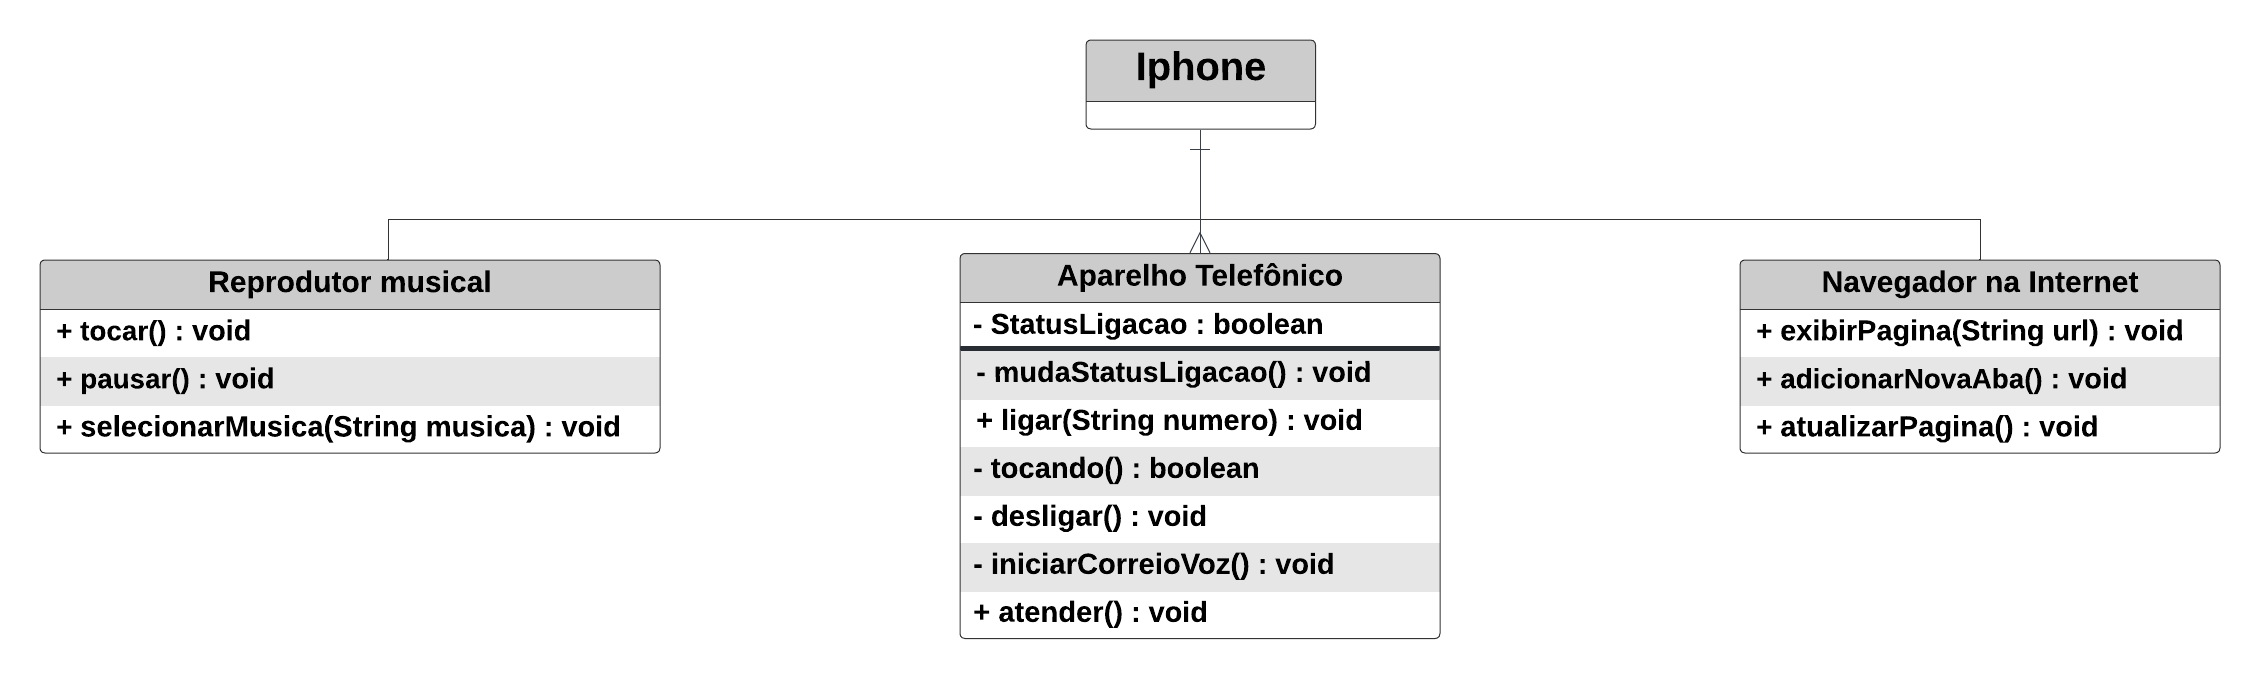 Iphone
Reprodutor musical
+ tocar() : void
+ pausar() : void
+ selecionarMusica(String musica) : void
Aparelho Telefônico
- StatusLigacao : boolean
- mudaStatusLigacao() : void
+ ligar(String numero) : void
- tocando() : boolean
- desligar() : void
- iniciarCorreioVoz() : void
+ atender() : void
Navegador na Internet
+ exibirPagina(String url) : void
+ adicionarNovaAba() : void
+ atualizarPagina() : void